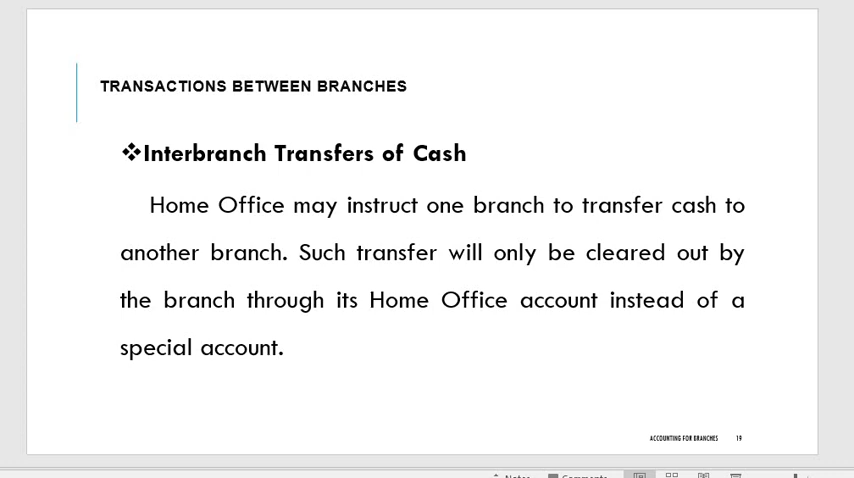 TRANSACTIONS BETWEEN BRANCHES
❖Interbranch Transfers of Cash
Home Office may instruct one branch to transfer cash to
another branch. Such transfer will only be cleared out by
the branch through its Home Office account instead of a
special account.
ACCOUNTING FOR BRANCHES 19
Notes Comments